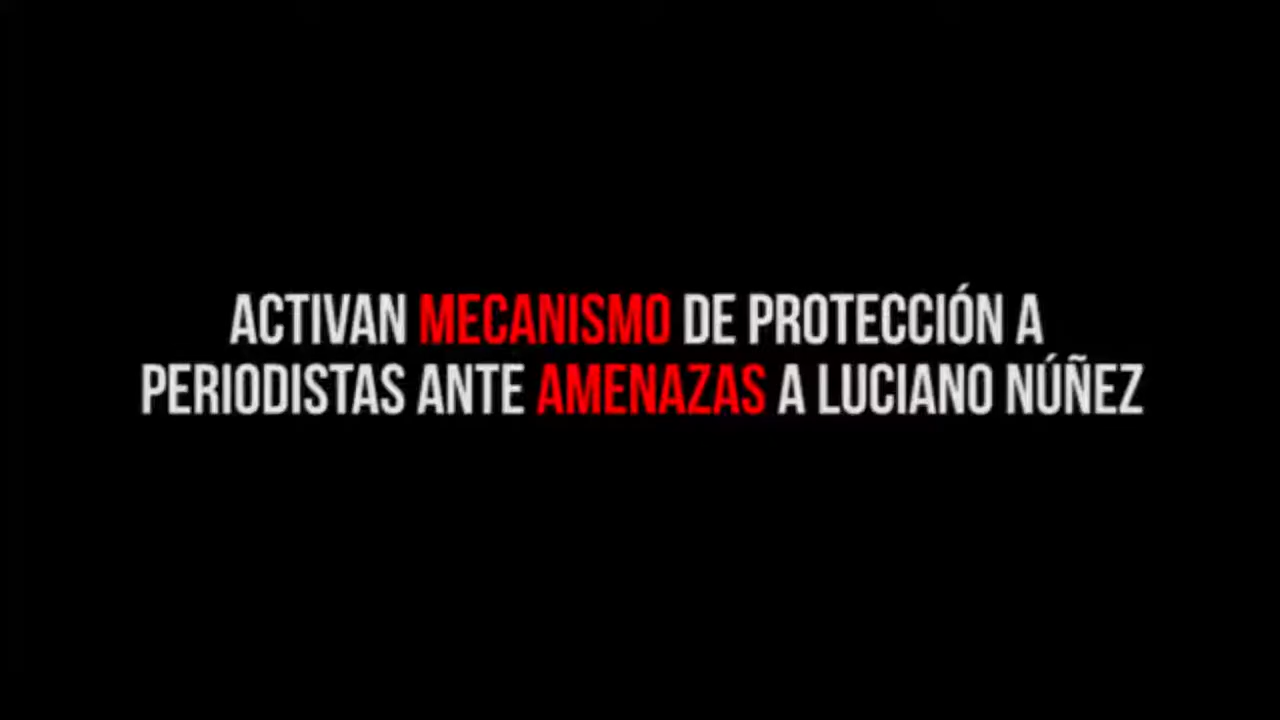 ACTIVAN MECANISMO DE PROTECCIÓN A
PERIODISTAS ANTE AMENAZAS A LUCIANO NÚÑEZ